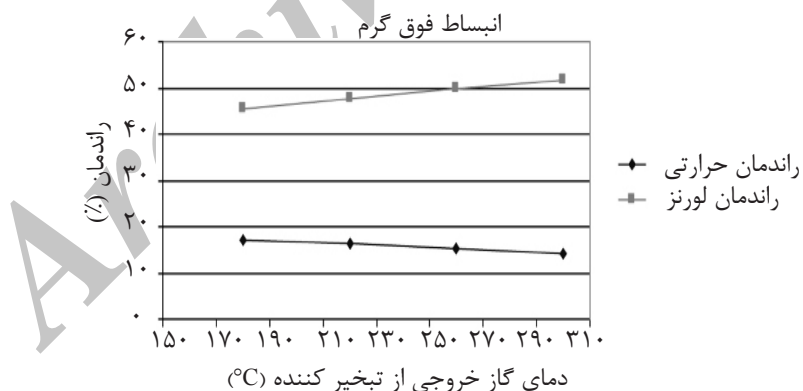 انبساط فوق گرم
۶۰
۵۰
۴۰
۳۰
۲۰
۱۰
۰
راندمان (٪)
۱۵۰ ۱۷۰ ۱۹۰ ۲۱۰ ۲۳۰ ۲۵۰ ۲۷۰ ۲۹۰ ۳۱۰
دمای گاز خروجی از تبخیر کننده (°C)
راندمان حرارتی
راندمان لورنز